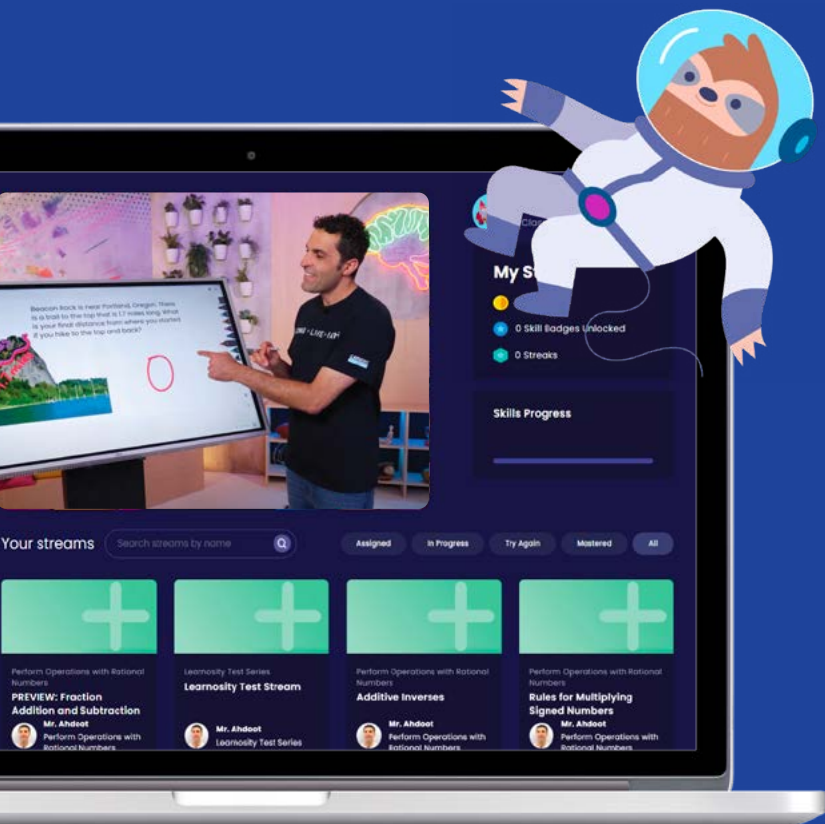 Beacon Rock is near Portland, Oregon. There
is a trail to the top that is 1.7 miles long. What
is your final distance from where you started
if you hike to the top and back?
My St
0 Skill Badges Unlocked
0 Streaks
Skills Progress
Your streams
Search streams by name
Assigned
In Progress
Try Again
Mastered
All
Perform Operations with Rational
Numbers
PREVIEW: Fraction
Addition and Subtraction
Mr. Ahdoot
Perform Operations with
Rational Numbers
Learnosity Test Series
Learnosity Test Stream
Mr. Ahdoot
Learnosity Test Series
Perform Operations with Rational
Numbers
Additive Inverses
Mr. Ahdoot
Perform Operations with
Rational Numbers
Perform Operations with Rational
Numbers
Rules for Multiplying
Signed Numbers
Mr. Ahdoot
Perform Operations with
Rational Numbers